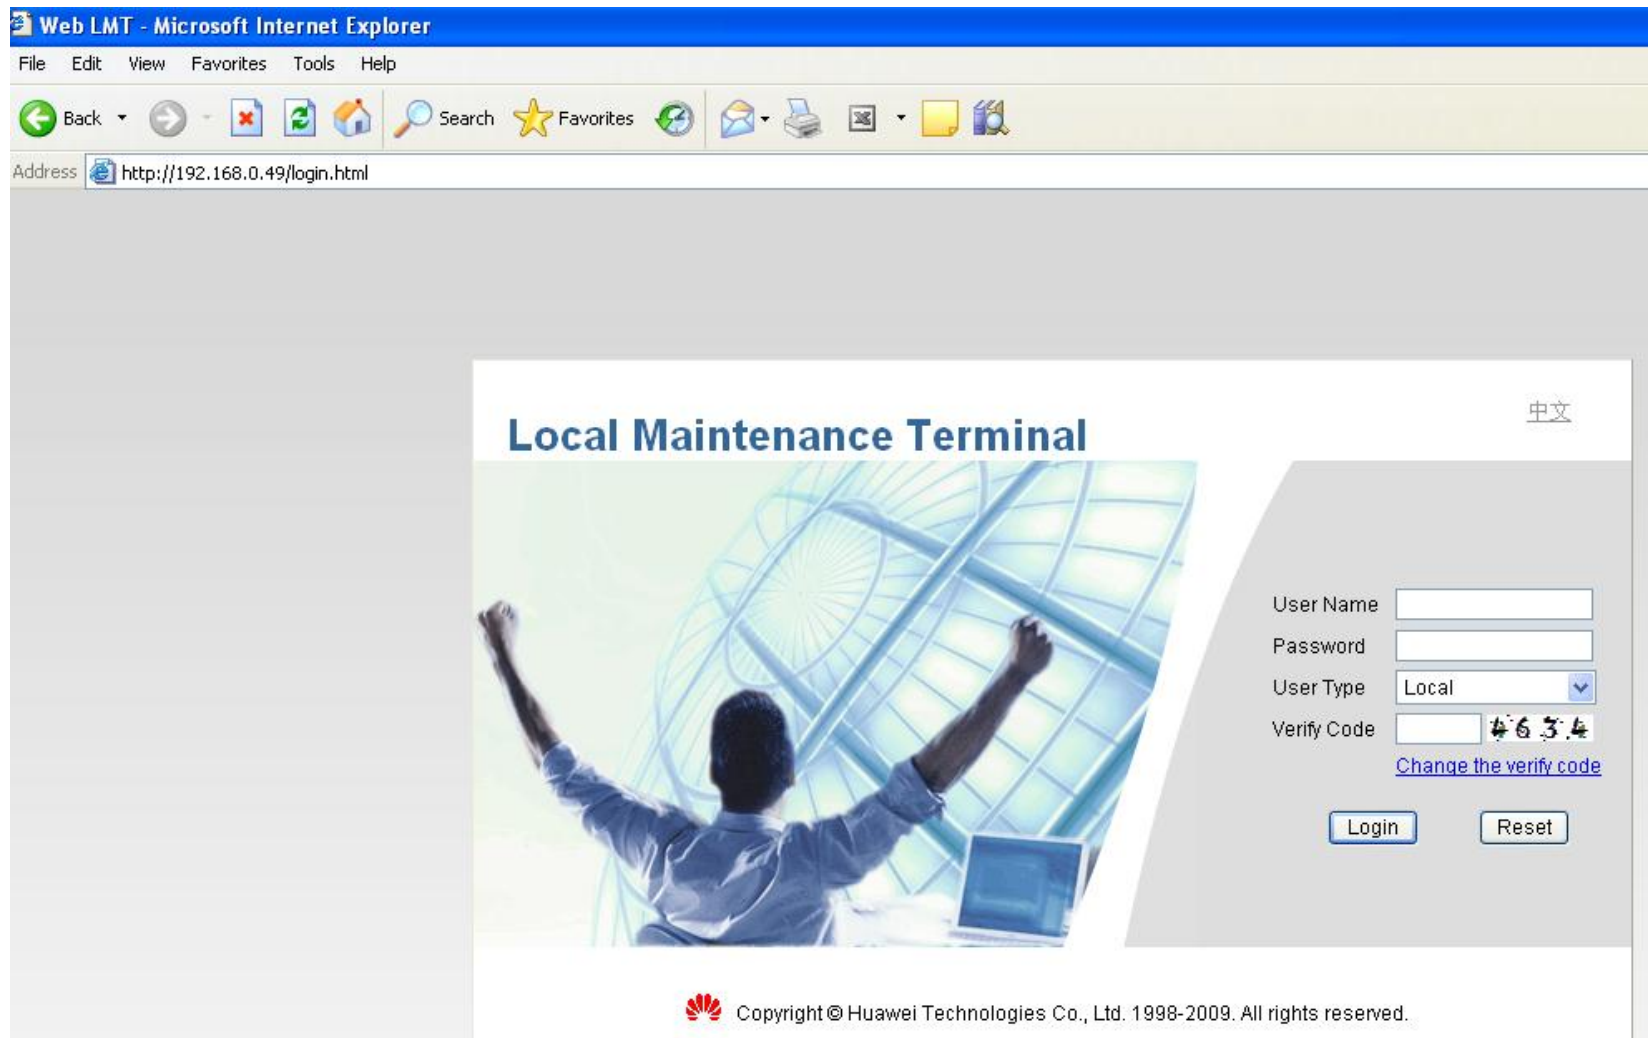 Web LMT - Microsoft Internet Explorer
File Edit View Favorites Tools Help
Back Search Favorites
Address http://192.168.0.49/login.html
中文
Local Maintenance Terminal
User Name
Password
User Type Local
Verify Code 4634
Change the verify code
Login Reset
Copyright © Huawei Technologies Co., Ltd. 1998-2009. All rights reserved.